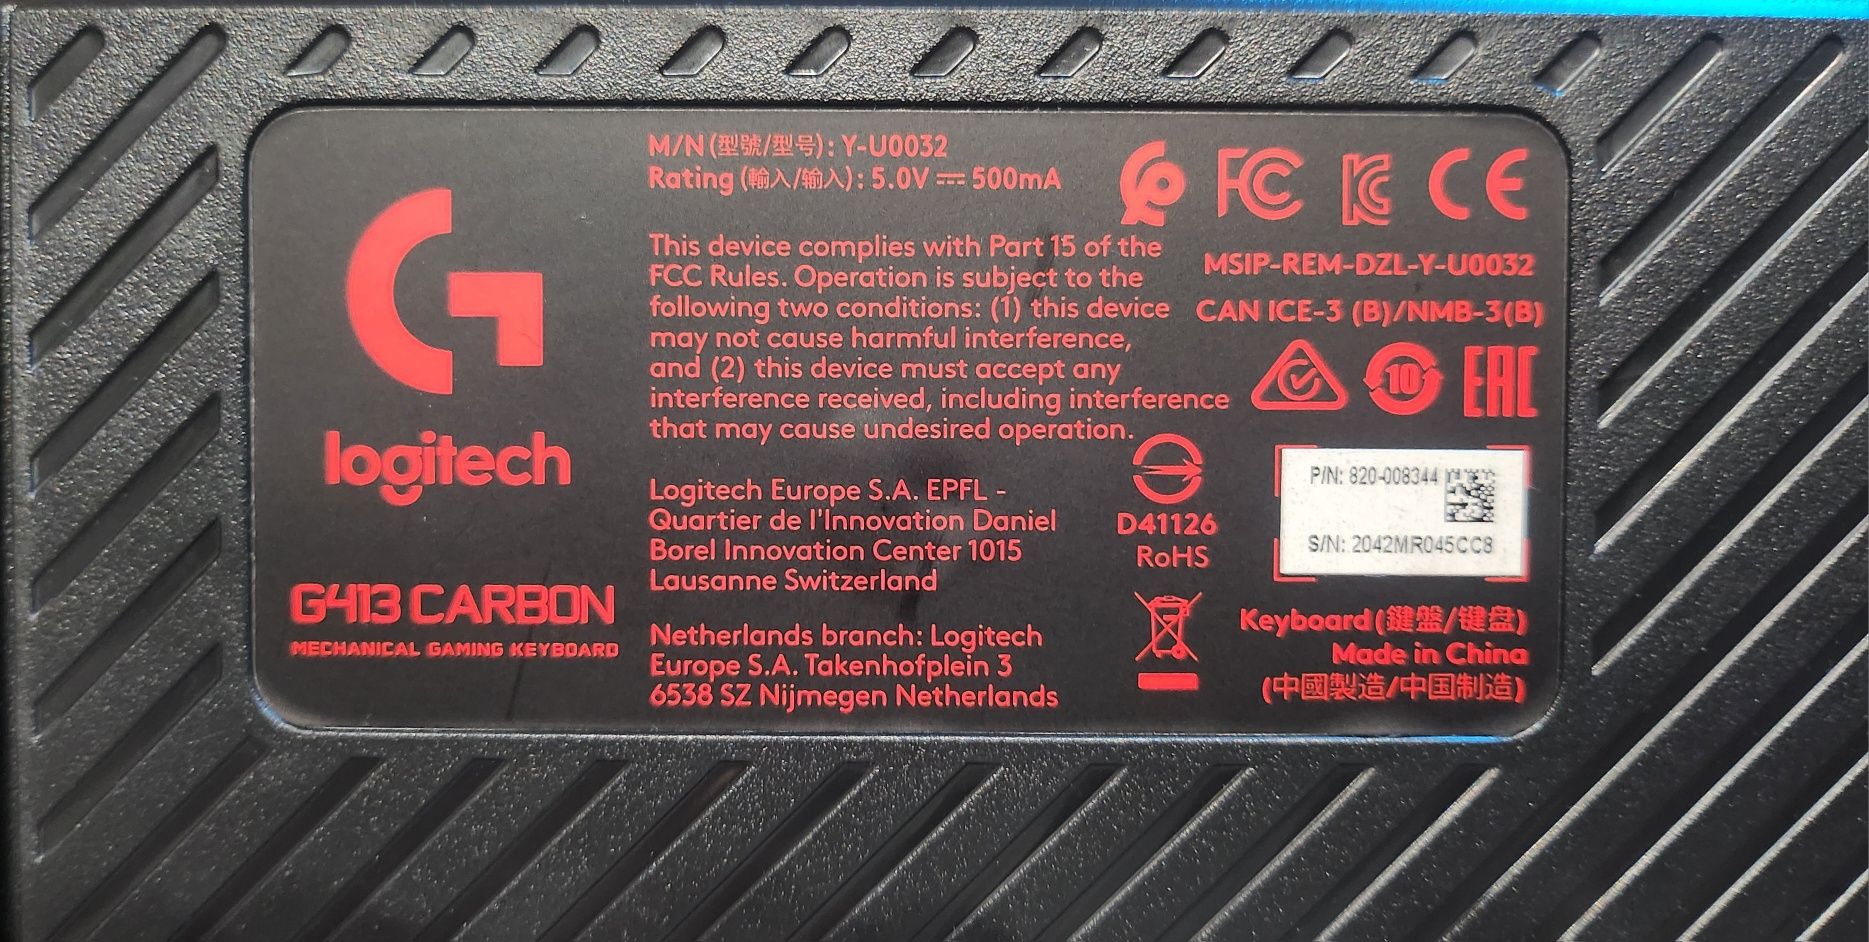 G
logitech
G413 CARBON
MECHANICAL GAMING KEYBOARD
M/N (型號/型号): Y-U0032
Rating (輸入/输入): 5.0V ⎓ 500mA
This device complies with Part 15 of the
FCC Rules. Operation is subject to the
following two conditions: (1) this device
may not cause harmful interference,
and (2) this device must accept any
interference received, including interference
that may cause undesired operation.
Logitech Europe S.A. EPFL -
Quartier de l'Innovation Daniel
Borel Innovation Center 1015
Lausanne Switzerland
Netherlands branch: Logitech
Europe S.A. Takenhofplein 3
6538 SZ Nijmegen Netherlands
FC KC CE
MSIP-REM-DZL-Y-U0032
CAN ICE-3 (B)/NMB-3(B)
10 EAC
D41126
RoHS
P/N: 820-008344
S/N: 2042MR045CC8
Keyboard (鍵盤/键盘)
Made in China
(中國製造/中国制造)